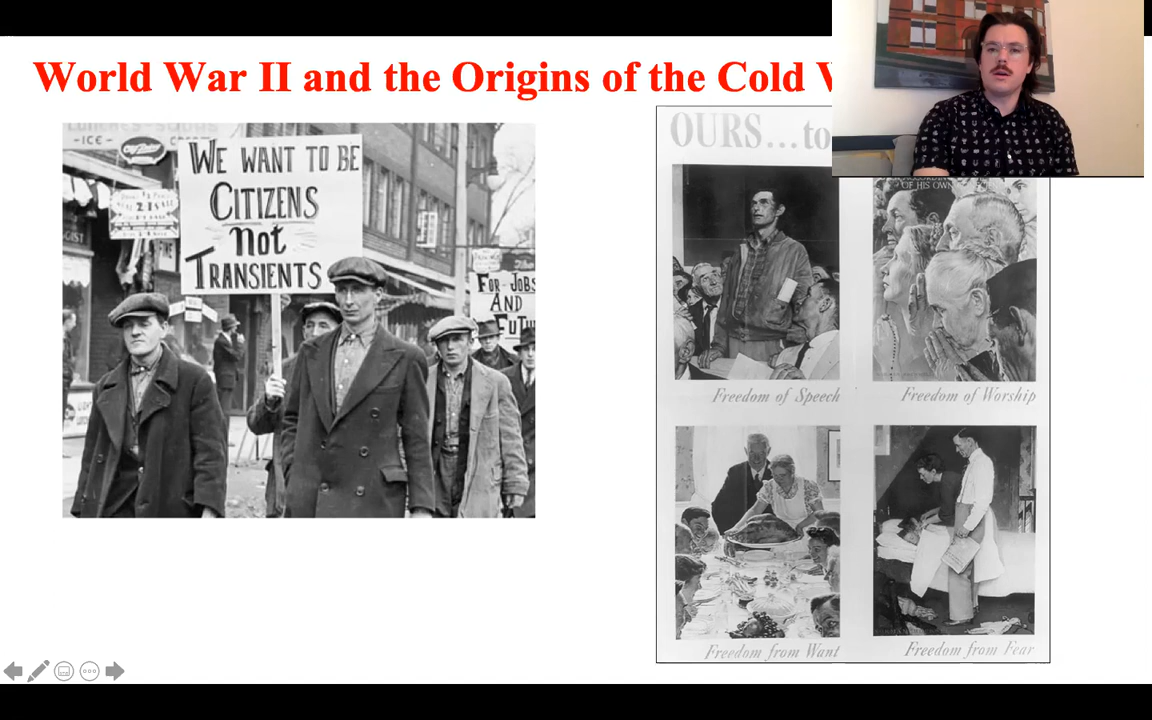 World War II and the Origins of the Cold
-ICE-
WE WANT TO BE
CITIZENS
Not
TRANSIENTS
FOR-JOBS
AND
OURS...to
OF HIS OWN
Freedom of Speech
Freedom of Worship
Freedom from Want
Freedom from Fear